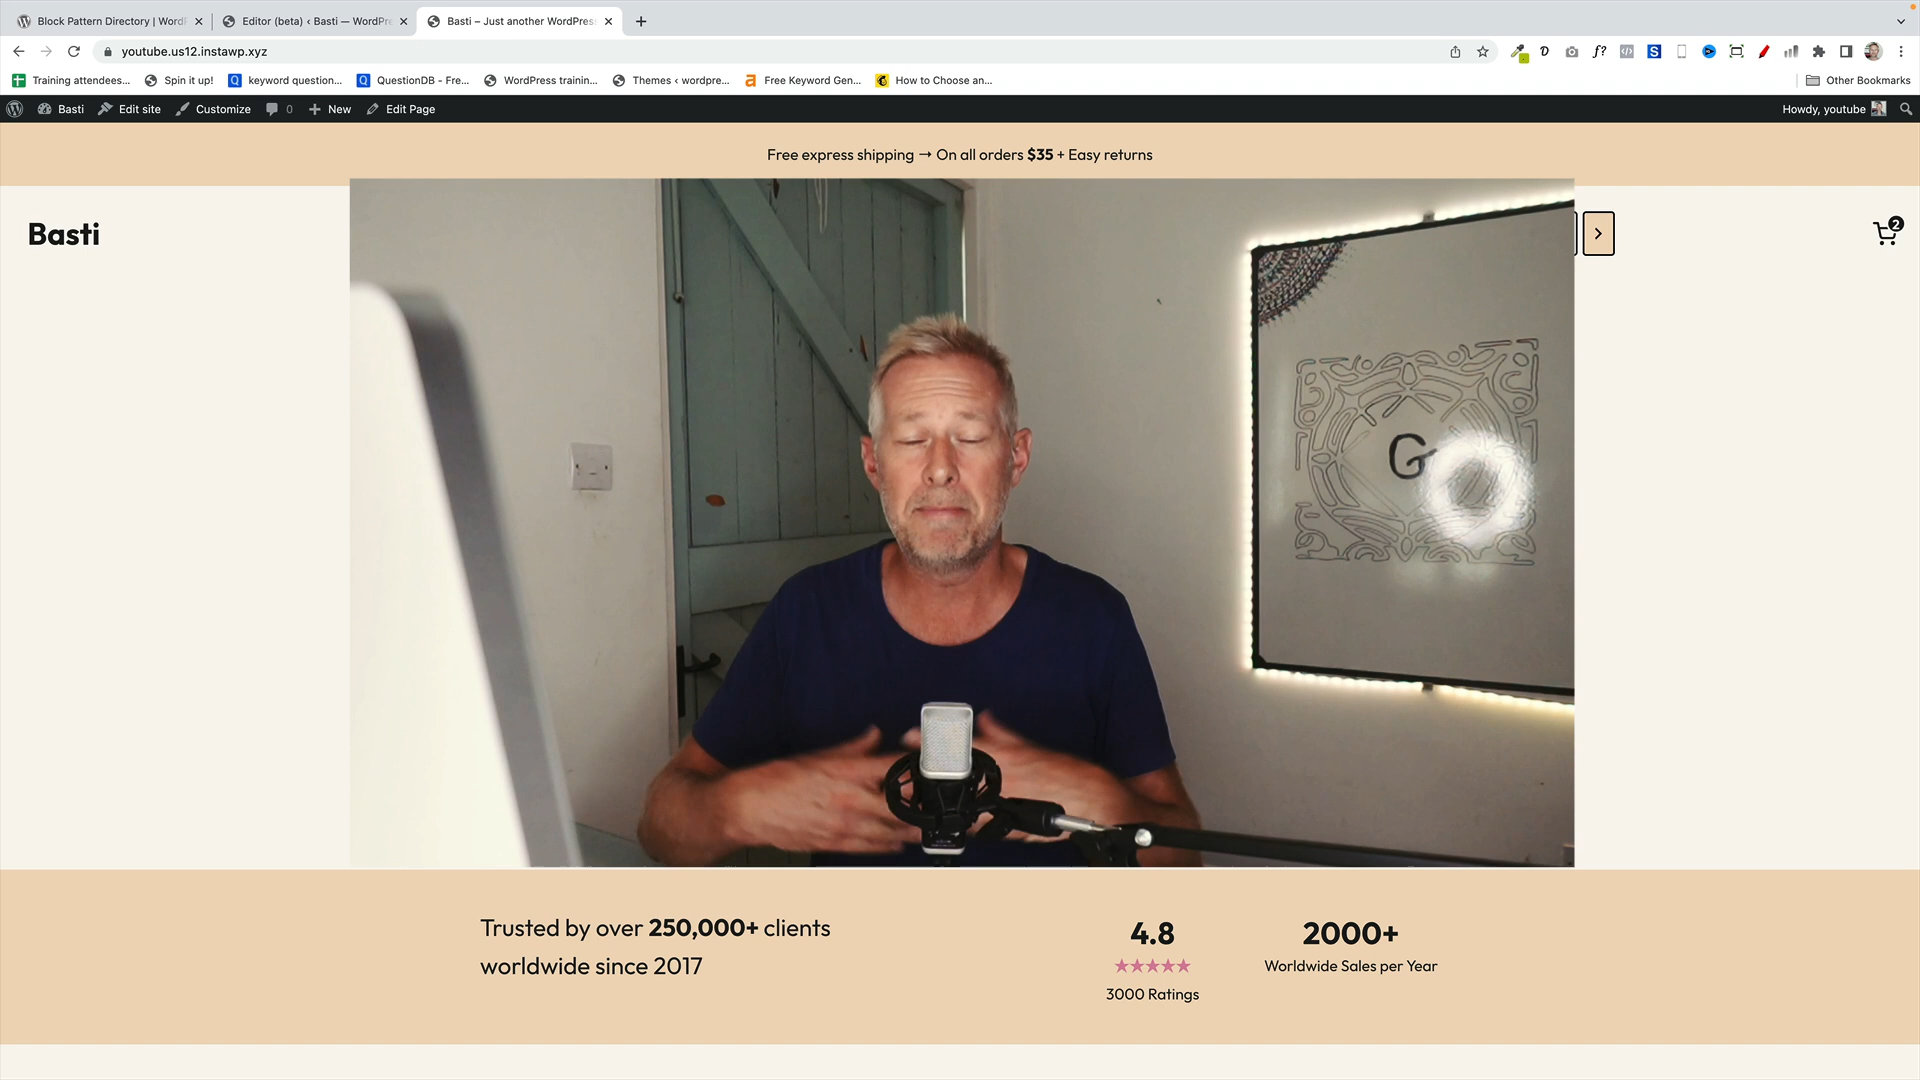 Block Pattern Directory | Word
Editor (beta) ‹ Basti — WordPre
Basti – Just another WordPress
youtube.us12.instawp.xyz
Training attendees...
Spin it up!
keyword question...
QuestionDB - Fre...
WordPress trainin...
Themes ‹ wordpre...
Free Keyword Gen...
How to Choose an...
Other Bookmarks
Basti
Edit site
Customize
0
New
Edit Page
Howdy, youtube
Free express shipping → On all orders $35 + Easy returns
Basti
2
G
Trusted by over 250,000+ clients
worldwide since 2017
4.8
★★★★★
3000 Ratings
2000+
Worldwide Sales per Year